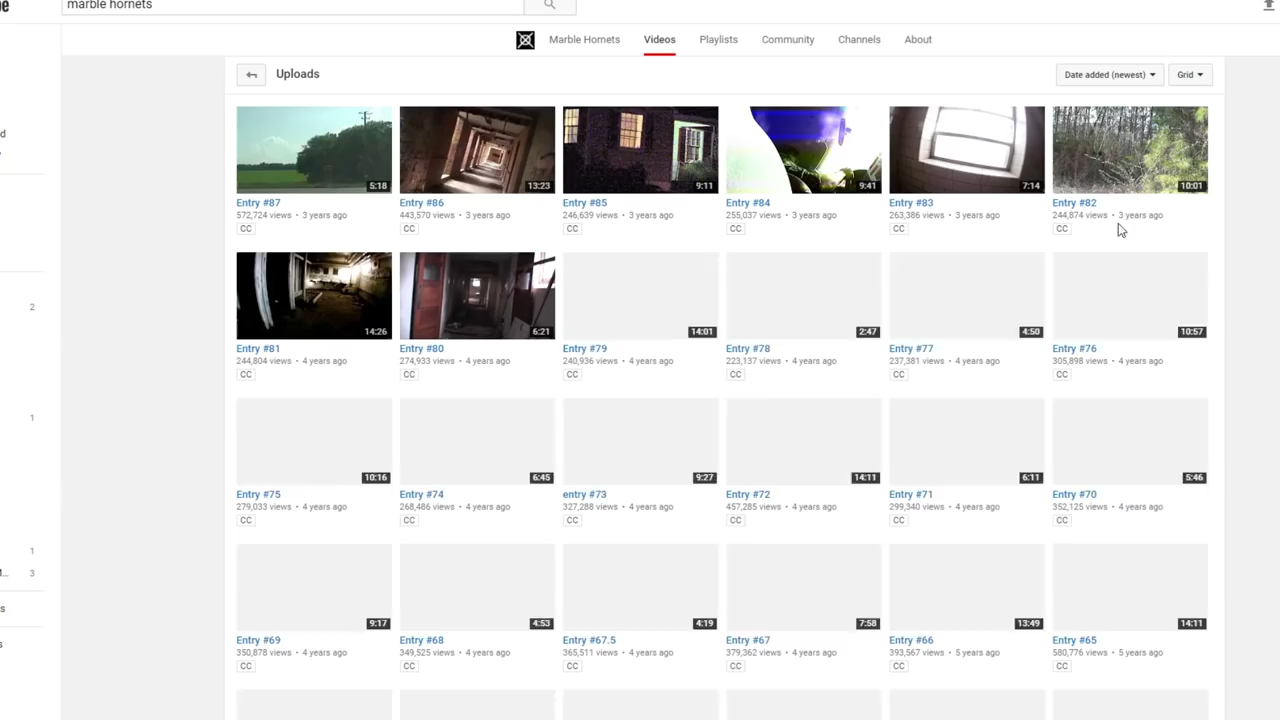 be
marble hornets
Marble Hornets Videos Playlists Community Channels About
Uploads Date added (newest) Grid
5:18 13:23 9:11 9:41 7:14 10:01
Entry #87 Entry #86 Entry #85 Entry #84 Entry #83 Entry #82
572,724 views • 3 years ago 443,570 views • 3 years ago 246,639 views • 3 years ago 255,037 views • 3 years ago 263,386 views • 3 years ago 244,874 views • 3 years ago
CC CC CC CC CC CC
14:26 6:21 14:01 2:47 4:50 10:57
Entry #81 Entry #80 Entry #79 Entry #78 Entry #77 Entry #76
244,804 views • 4 years ago 274,933 views • 4 years ago 240,936 views • 4 years ago 223,137 views • 4 years ago 237,381 views • 4 years ago 305,898 views • 4 years ago
CC CC CC CC CC CC
10:16 6:45 9:27 14:11 6:11 5:46
Entry #75 Entry #74 entry #73 Entry #72 Entry #71 Entry #70
279,033 views • 4 years ago 268,486 views • 4 years ago 327,288 views • 4 years ago 457,285 views • 4 years ago 299,340 views • 4 years ago 352,125 views • 4 years ago
CC CC CC CC CC CC
9:17 4:53 4:19 7:58 13:49 14:11
Entry #69 Entry #68 Entry #67.5 Entry #67 Entry #66 Entry #65
350,878 views • 4 years ago 349,525 views • 4 years ago 365,511 views • 4 years ago 379,362 views • 4 years ago 393,567 views • 5 years ago 580,776 views • 5 years ago
CC CC CC CC CC CC
d
2
1
1
M... 3
s
s